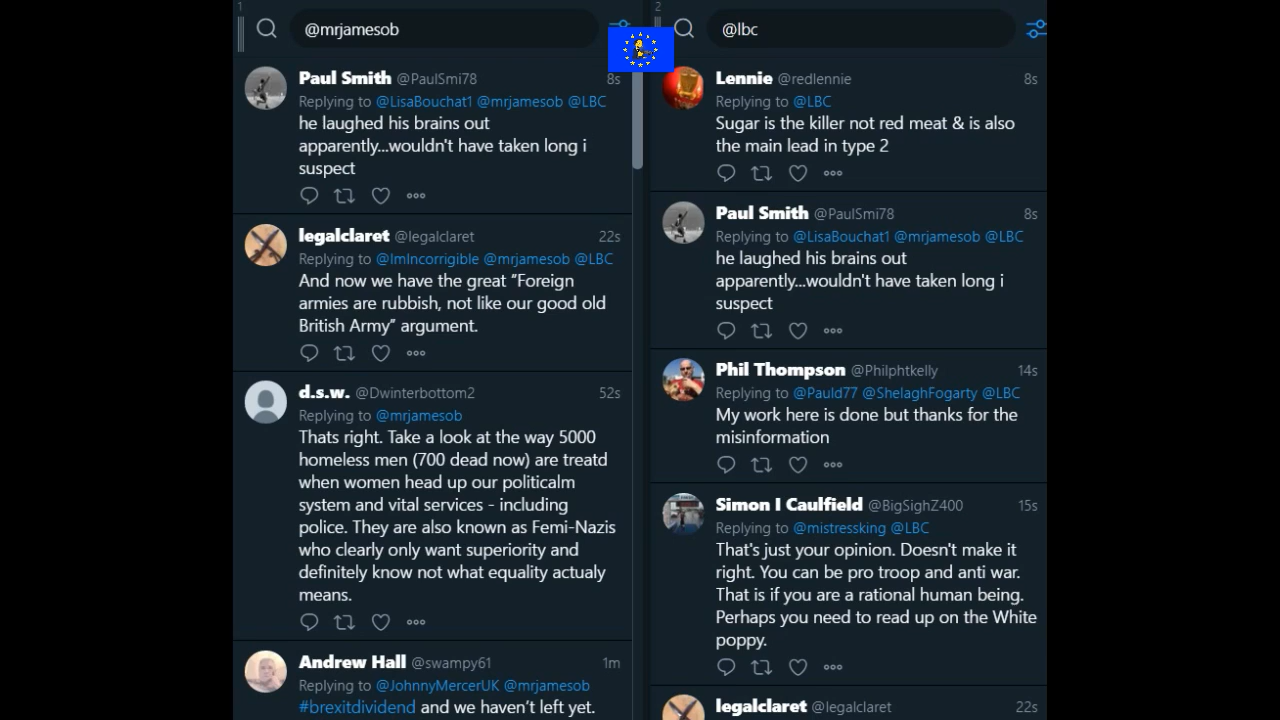 1
@mrjamesob
Paul Smith @PaulSmi78 8s
Replying to @LisaBouchat1 @mrjamesob @LBC
he laughed his brains out
apparently...wouldn't have taken long i
suspect
legalclaret @legalclaret 22s
Replying to @ImIncorrigible @mrjamesob @LBC
And now we have the great “Foreign
armies are rubbish, not like our good old
British Army” argument.
d.s.w. @Dwinterbottom2 52s
Replying to @mrjamesob
Thats right. Take a look at the way 5000
homeless men (700 dead now) are treatd
when women head up our politicalm
system and vital services - including
police. They are also known as Femi-Nazis
who clearly only want superiority and
definitely know not what equality actualy
means.
Andrew Hall @swampy61 1m
Replying to @JohnnyMercerUK @mrjamesob
#brexitdividend and we haven’t left yet.
2
@lbc
Lennie @redlennie 8s
Replying to @LBC
Sugar is the killer not red meat & is also
the main lead in type 2
Paul Smith @PaulSmi78 8s
Replying to @LisaBouchat1 @mrjamesob @LBC
he laughed his brains out
apparently...wouldn't have taken long i
suspect
Phil Thompson @Philphtkelly 14s
Replying to @Pauld77 @ShelaghFogarty @LBC
My work here is done but thanks for the
misinformation
Simon I Caulfield @BigSighZ400 15s
Replying to @mistressking @LBC
That's just your opinion. Doesn't make it
right. You can be pro troop and anti war.
That is if you are a rational human being.
Perhaps you need to read up on the White
poppy.
legalclaret @legalclaret 22s